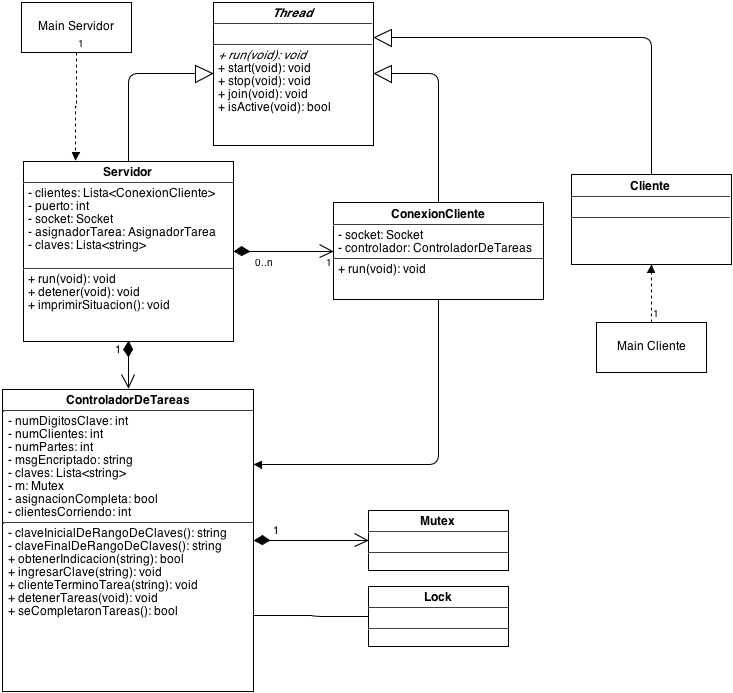 Main Servidor
1
Thread
+ run(void): void
+ start(void): void
+ stop(void): void
+ join(void): void
+ isActive(void): bool
Servidor
- clientes: Lista<ConexionCliente>
- puerto: int
- socket: Socket
- asignadorTarea: AsignadorTarea
- claves: Lista<string>
+ run(void): void
+ detener(void): void
+ imprimirSituacion(): void
0..n
1
ConexionCliente
- socket: Socket
- controlador: ControladorDeTareas
+ run(void): void
Cliente
1
Main Cliente
1
ControladorDeTareas
- numDigitosClave: int
- numClientes: int
- numPartes: int
- msgEncriptado: string
- claves: Lista<string>
- m: Mutex
- asignacionCompleta: bool
- clientesCorriendo: int
- claveInicialDeRangoDeClaves(): string
- claveFinalDeRangoDeClaves(): string
+ obtenerIndicacion(string): bool
+ ingresarClave(string): void
+ clienteTerminoTarea(string): void
+ detenerTareas(void): void
+ seCompletaronTareas(): bool
1
Mutex
Lock